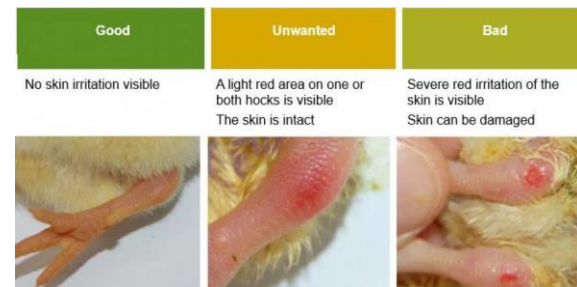 Good
Unwanted
Bad
No skin irritation visible
A light red area on one or
both hocks is visible
The skin is intact
Severe red irritation of the
skin is visible
Skin can be damaged